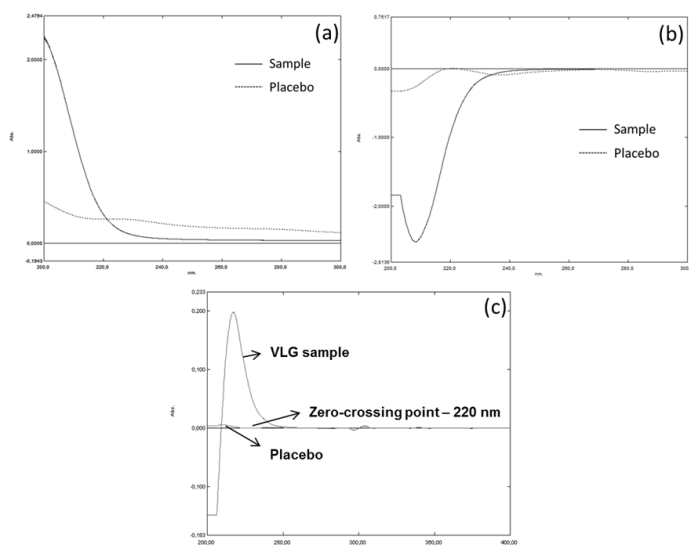 2,4794
(a)
2,0000
Sample
Placebo
Abs.
1,0000
0,0000
-0,1943
200,0
220,0
240,0
260,0
280,0
300,0
nm.
0,7517
(b)
0,0000
Abs.
-1,0000
Sample
Placebo
-2,0000
200,0
220,0
240,0
260,0
280,0
300,0
nm.
0,233
(c)
0,200
VLG sample
0,100
Abs.
Zero-crossing point – 220 nm
0,000
Placebo
-0,100
-0,183
200,00
250,00
300,00
350,00
400,00